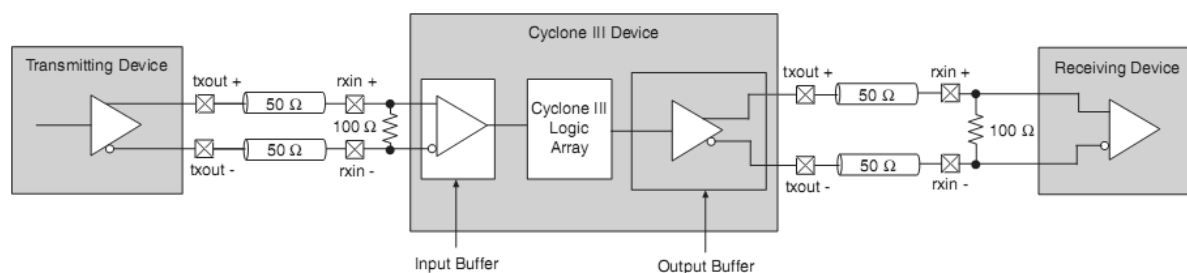 Cyclone III Device
Transmitting Device
txout +
rxin +
50 Ω
100 Ω
50 Ω
txout -
rxin -
Cyclone III
Logic
Array
txout +
rxin +
50 Ω
100 Ω
50 Ω
txout -
rxin -
Receiving Device
Input Buffer
Output Buffer